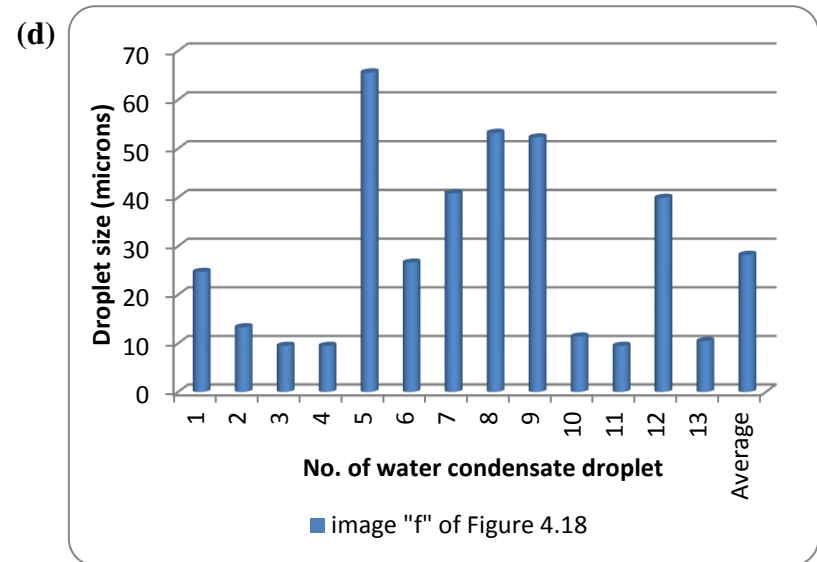 (d)
70
60
50
40
30
20
10
0
Droplet size (microns)
1 2 3 4 5 6 7 8 9 10 11 12 13 Average
No. of water condensate droplet
image "f" of Figure 4.18